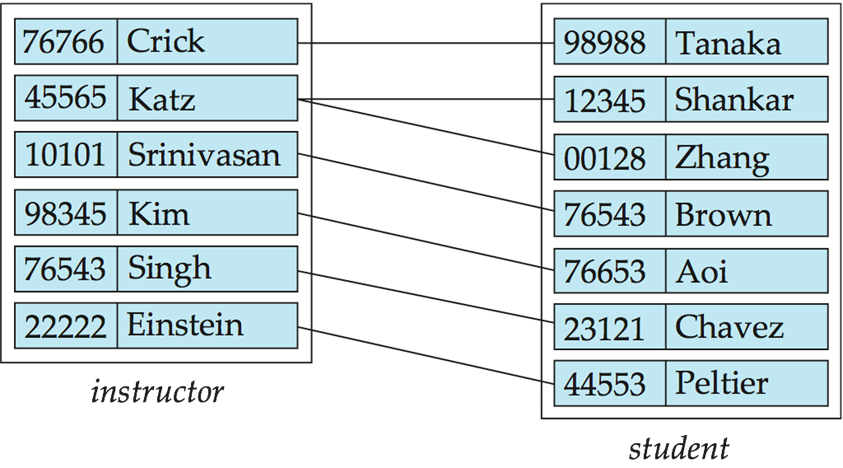 76766 Crick
45565 Katz
10101 Srinivasan
98345 Kim
76543 Singh
22222 Einstein
instructor
98988 Tanaka
12345 Shankar
00128 Zhang
76543 Brown
76653 Aoi
23121 Chavez
44553 Peltier
student